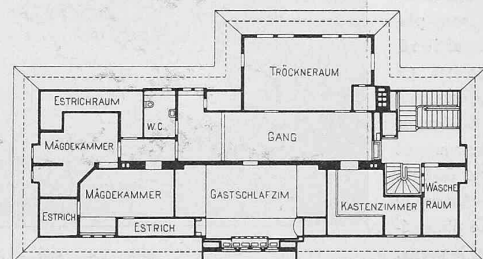 TRÖCKNERAUM
ESTRICHRAUM
W.C.
GANG
MÄGDEKAMMER
MÄGDEKAMMER
GASTSCHLAFZIM.
WÄSCHE
RAUM
KASTENZIMMER
ESTRICH
ESTRICH